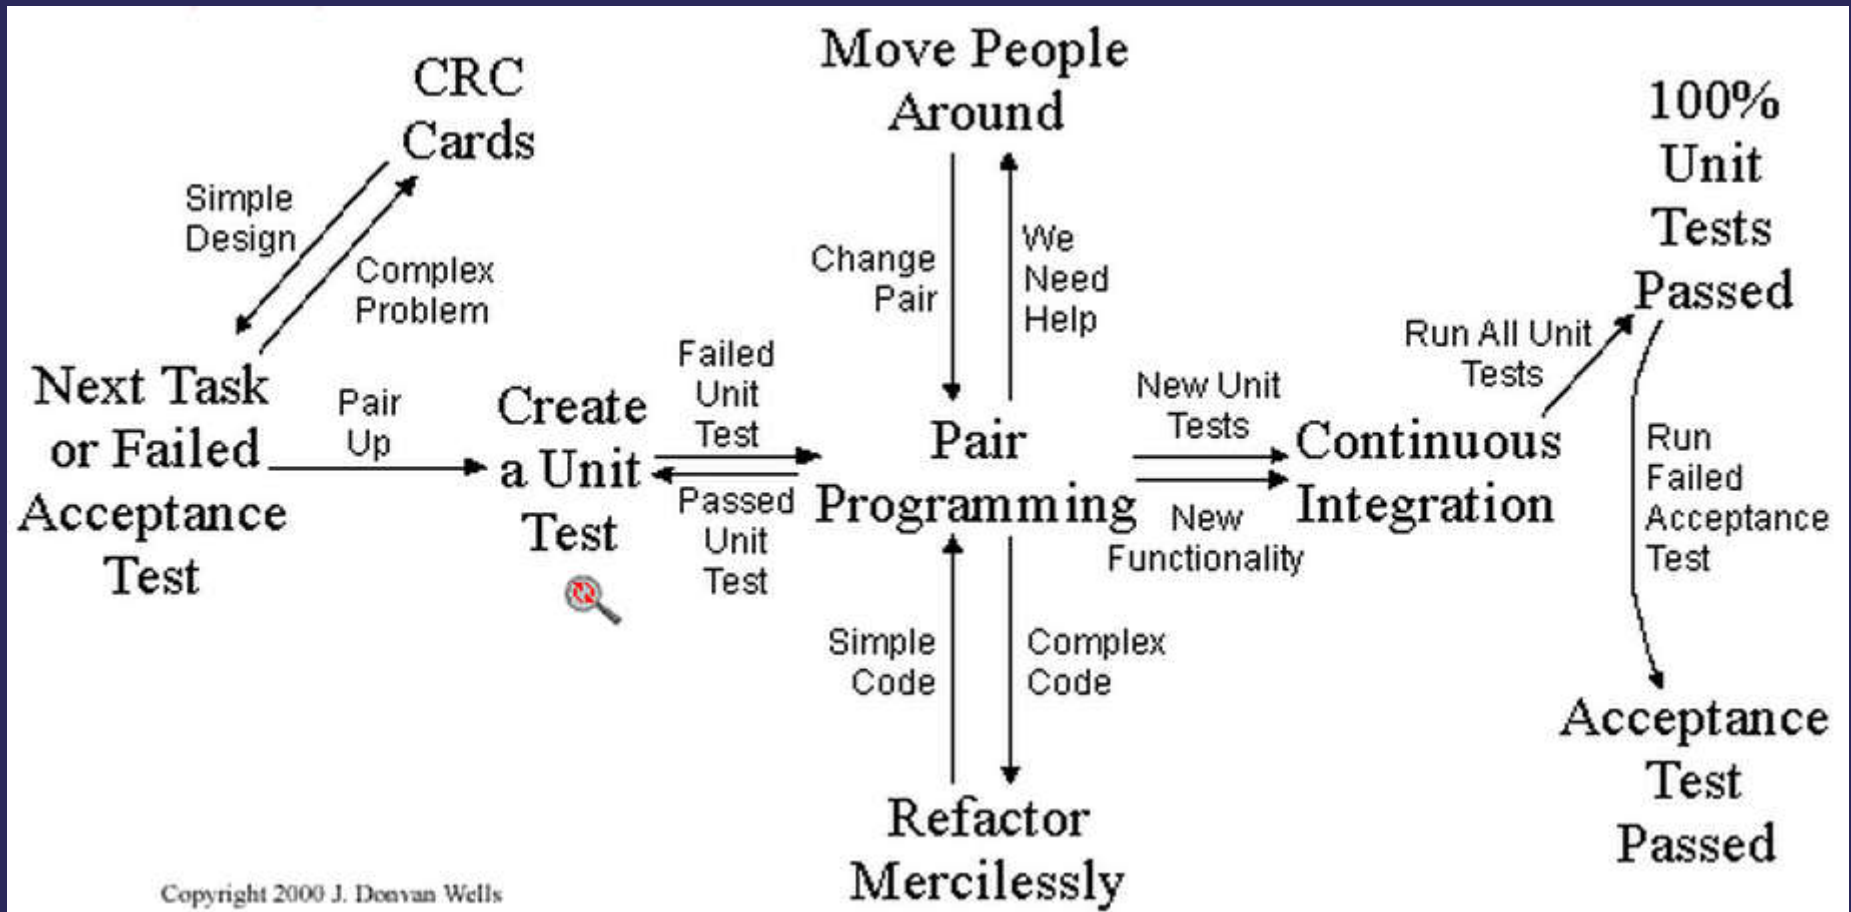 CRC
Cards
Simple
Design
Complex
Problem
Next Task
or Failed
Acceptance
Test
Pair
Up
Create
a Unit
Test
Failed
Unit
Test
Passed
Unit
Test
Move People
Around
Change
Pair
We
Need
Help
Pair
Programming
Simple
Code
Complex
Code
Refactor
Mercilessly
New Unit
Tests
New
Functionality
Continuous
Integration
Run All Unit
Tests
100%
Unit
Tests
Passed
Run
Failed
Acceptance
Test
Acceptance
Test
Passed
Copyright 2000 J. Donvan Wells